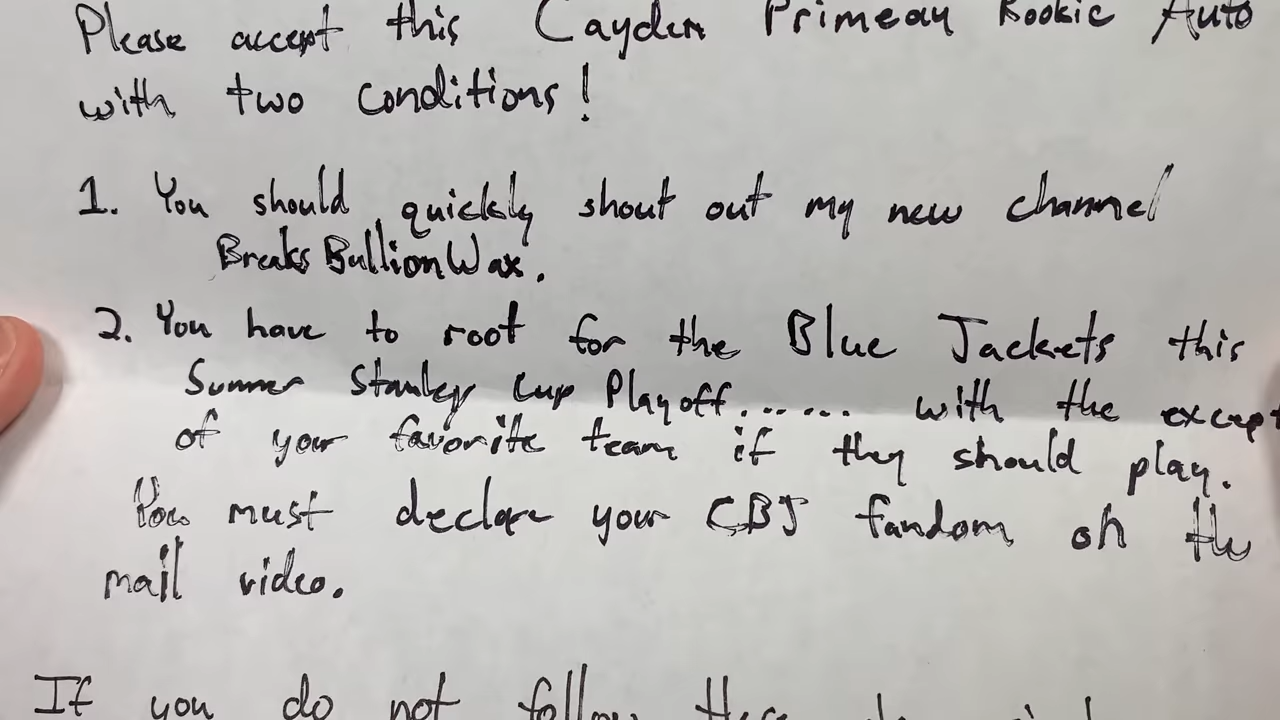 Please accept this Cayden Primeau Rookie Auto
with two conditions!
1. You should quickly shout out my new channel
BreaksBullionWax.
2. You have to root for the Blue Jackets this
Summer Stanley Cup Playoff...... with the except
of your favorite team if they should play.
You must declare your CBJ fandom on the
mail video.
If you do not follow these